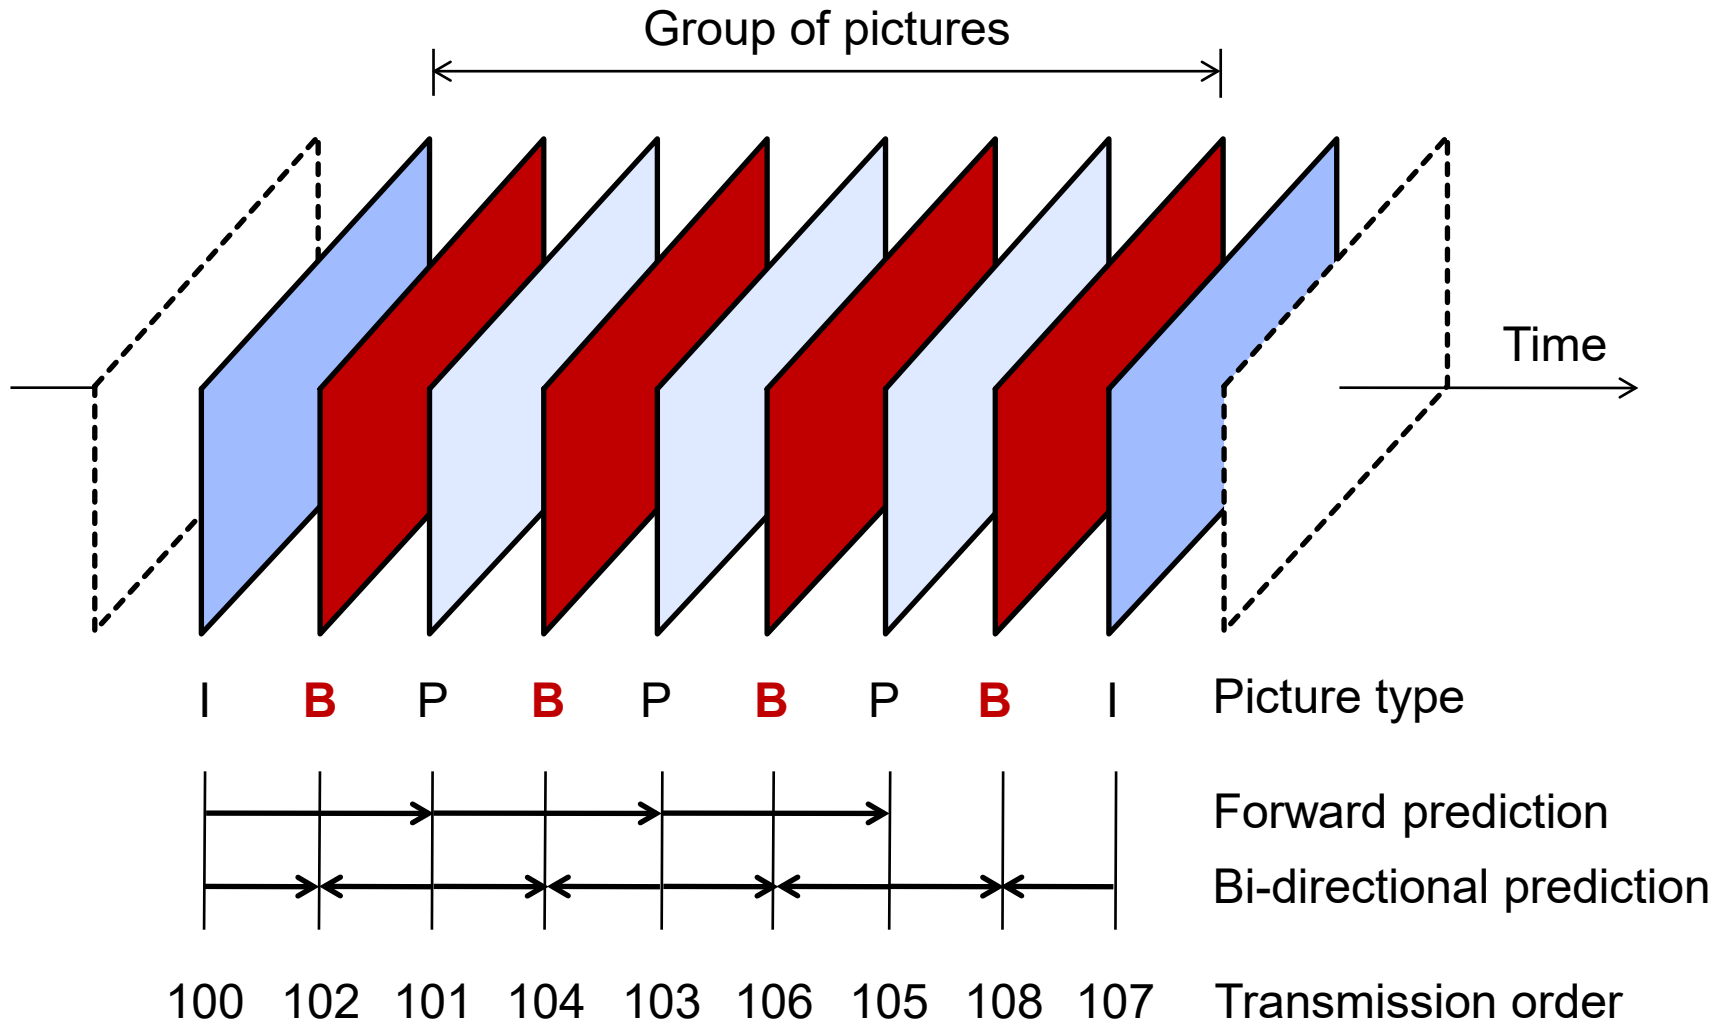 Group of pictures
Time
I B P B P B P B I Picture type
Forward prediction
Bi-directional prediction
100 102 101 104 103 106 105 108 107 Transmission order